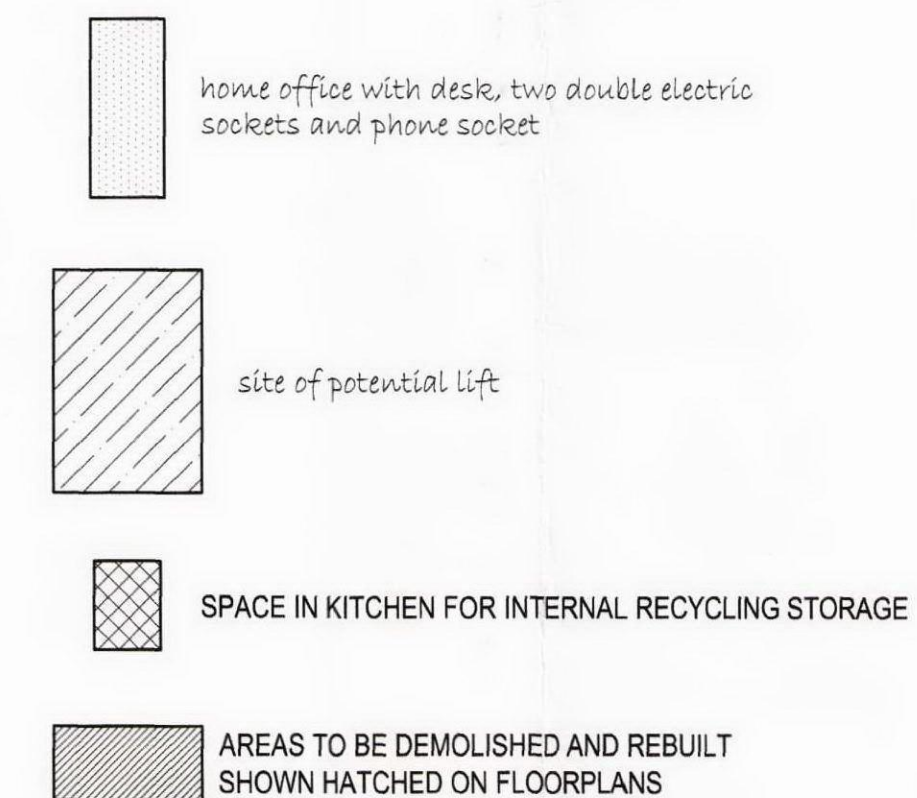 home office with desk, two double electric
sockets and phone socket
site of potential lift
SPACE IN KITCHEN FOR INTERNAL RECYCLING STORAGE
AREAS TO BE DEMOLISHED AND REBUILT
SHOWN HATCHED ON FLOORPLANS